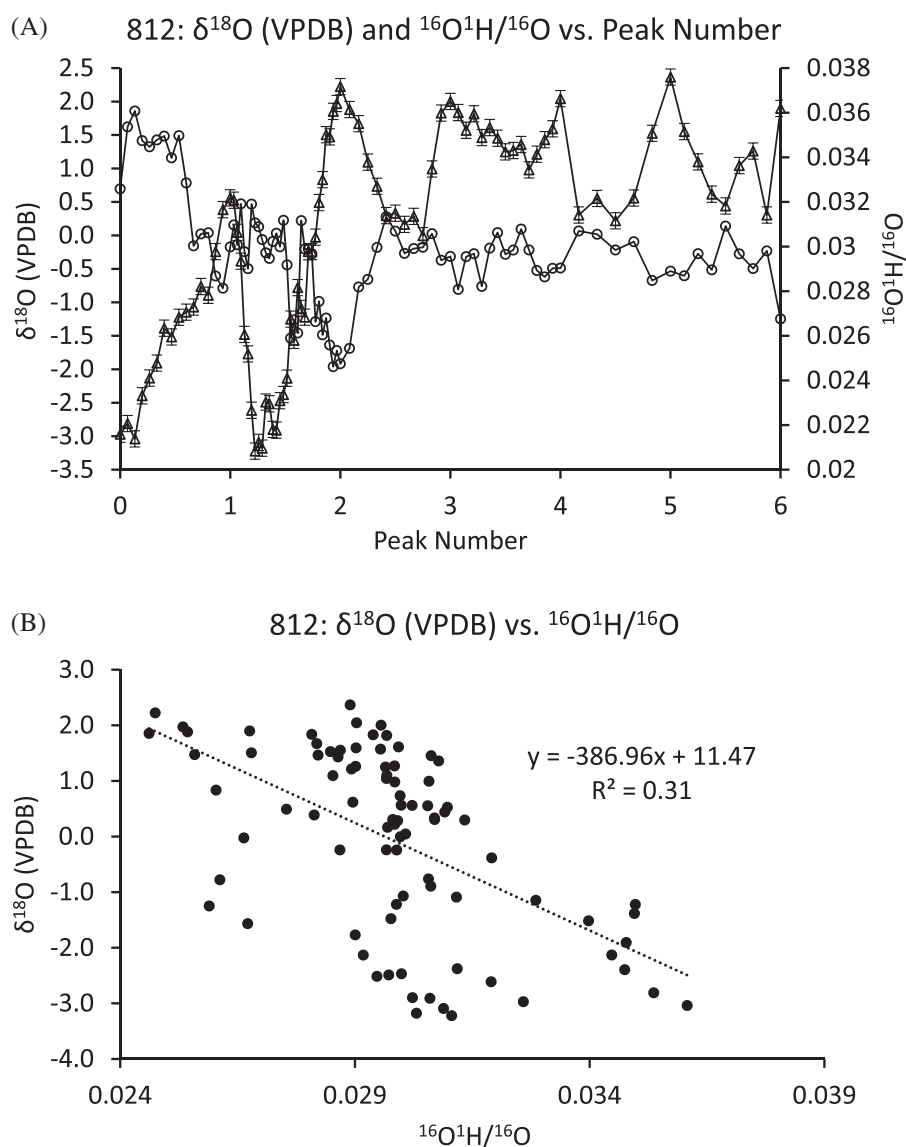 (A) 812: δ¹⁸O (VPDB) and ¹⁶O¹H/¹⁶O vs. Peak Number
2.5
2.0
1.5
1.0
0.5
0.0
-0.5
-1.0
-1.5
-2.0
-2.5
-3.0
-3.5
δ¹⁸O (VPDB)
0.038
0.036
0.034
0.032
0.03
0.028
0.026
0.024
0.022
0.02
¹⁶O¹H/¹⁶O
0 1 2 3 4 5 6
Peak Number
(B) 812: δ¹⁸O (VPDB) vs. ¹⁶O¹H/¹⁶O
3.0
2.0
1.0
0.0
-1.0
-2.0
-3.0
-4.0
δ¹⁸O (VPDB)
y = -386.96x + 11.47
R² = 0.31
0.024 0.029 0.034 0.039
¹⁶O¹H/¹⁶O